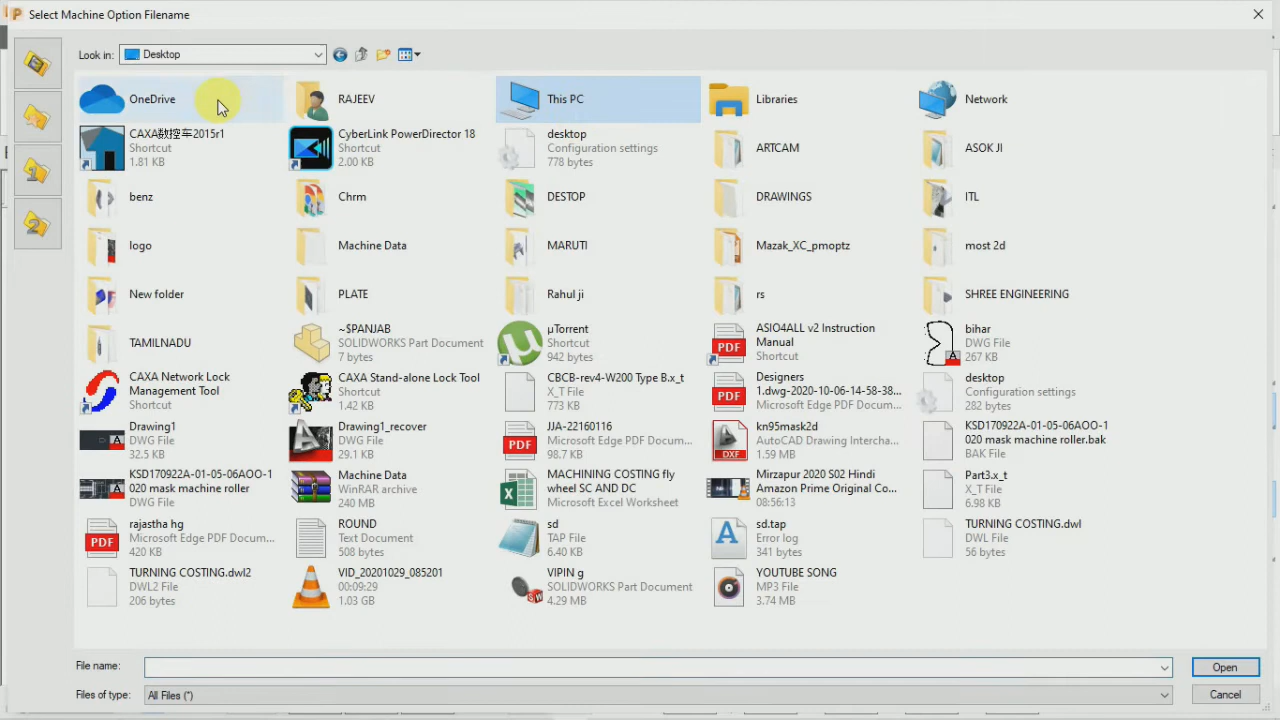 Select Machine Option Filename
Look in:
Desktop
OneDrive
RAJEEV
This PC
Libraries
Network
CAXA数控车2015r1
Shortcut
1.81 KB
CyberLink PowerDirector 18
Shortcut
2.00 KB
desktop
Configuration settings
778 bytes
ARTCAM
ASOK JI
benz
Chrm
DESTOP
DRAWINGS
ITL
logo
Machine Data
MARUTI
Mazak_XC_pmoptz
most 2d
New folder
PLATE
Rahul ji
rs
SHREE ENGINEERING
TAMILNADU
~$PANJAB
SOLIDWORKS Part Document
7 bytes
µTorrent
Shortcut
942 bytes
PDF
ASIO4ALL v2 Instruction
Manual
Shortcut
bihar
DWG File
267 KB
CAXA Network Lock
Management Tool
Shortcut
CAXA Stand-alone Lock Tool
Shortcut
1.42 KB
CBCB-rev4-W200 Type B.x_t
X_T File
773 KB
PDF
Designers
1.dwg-2020-10-06-14-58-38...
Microsoft Edge PDF Docum...
desktop
Configuration settings
282 bytes
Drawing1
DWG File
32.5 KB
Drawing1_recover
DWG File
29.1 KB
PDF
JJA-22160116
Microsoft Edge PDF Docum...
98.7 KB
DXF
kn95mask2d
AutoCAD Drawing Intercha...
1.59 MB
KSD170922A-01-05-06AOO-1
020 mask machine roller.bak
BAK File
KSD170922A-01-05-06AOO-1
020 mask machine roller
DWG File
Machine Data
WinRAR archive
240 MB
MACHINING COSTING fly
wheel SC AND DC
Microsoft Excel Worksheet
Mirzapur 2020 S02 Hindi
Amazon Prime Original Co...
08:56:13
Part3.x_t
X_T File
6.98 KB
PDF
rajastha hg
Microsoft Edge PDF Docum...
420 KB
ROUND
Text Document
508 bytes
sd
TAP File
6.40 KB
sd.tap
Error log
341 bytes
TURNING COSTING.dwl
DWL File
56 bytes
TURNING COSTING.dwl2
DWL2 File
206 bytes
VID_20201029_085201
00:09:29
1.03 GB
VIPIN g
SOLIDWORKS Part Document
4.29 MB
YOUTUBE SONG
MP3 File
3.74 MB
File name:
Open
Files of type:
All Files (*)
Cancel